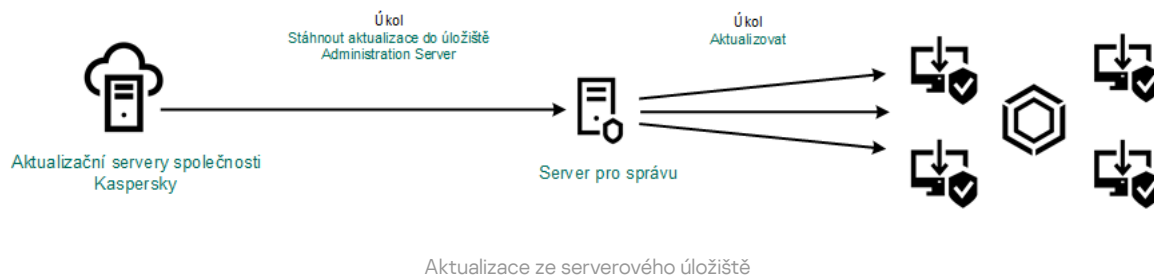 Úkol
Stáhnout aktualizace do úložiště
Administration Server
Úkol
Aktualizovat
Aktualizační servery společnosti
Kaspersky
Server pro správu
Aktualizace ze serverového úložiště